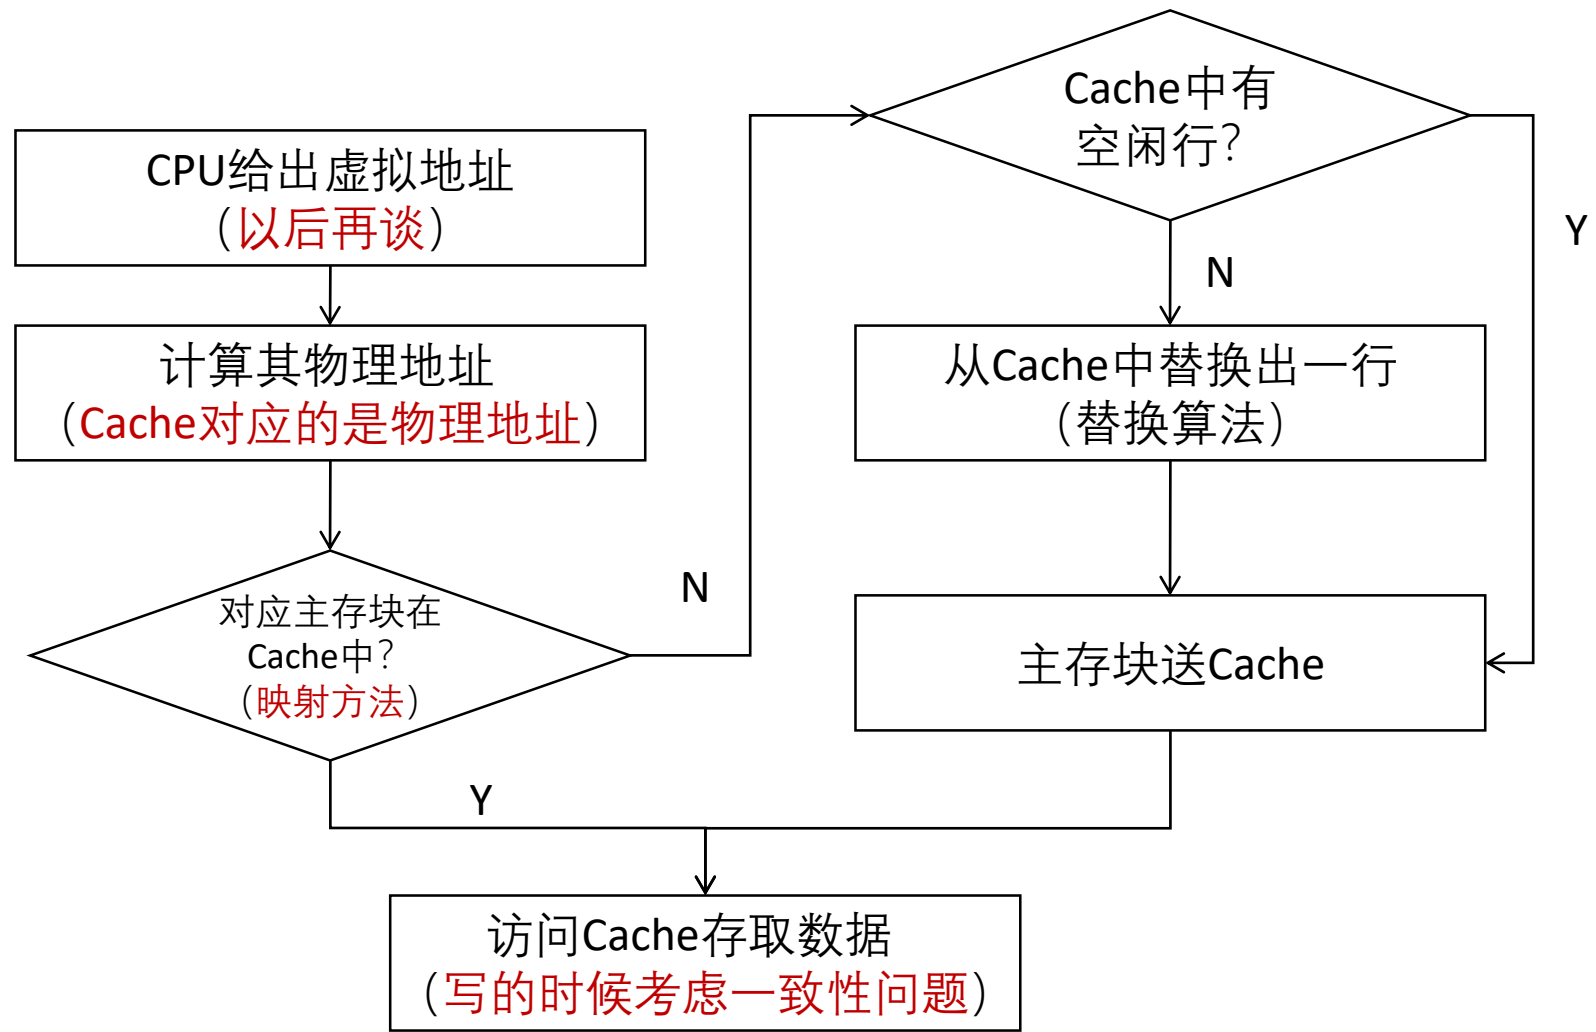 CPU给出虚拟地址
（以后再谈）
计算其物理地址
（Cache对应的是物理地址）
对应主存块在
Cache中？
（映射方法）
N
Y
Cache中有
空闲行？
N
Y
从Cache中替换出一行
（替换算法）
主存块送Cache
访问Cache存取数据
（写的时候考虑一致性问题）